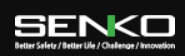 SENKO
Better Safety / Better Life / Challenge / Innovation